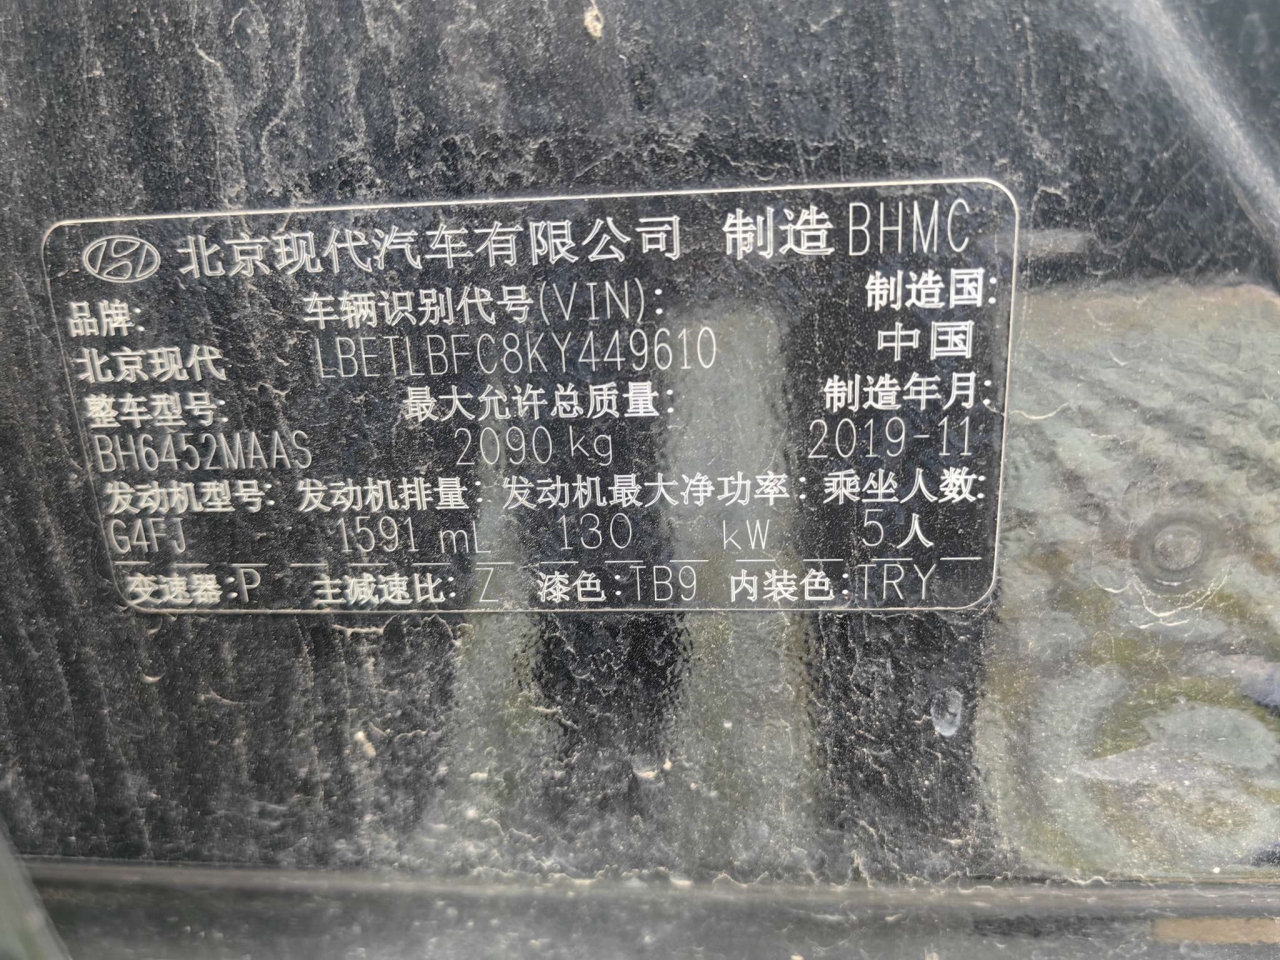 北京现代汽车有限公司 制造 BHMC
品牌: 车辆识别代号(VIN): 制造国:
北京现代 LBETLBFC8KY449610 中国
整车型号: 最大允许总质量: 制造年月:
BH6452MAAS 2090 kg 2019-11
发动机型号: 发动机排量: 发动机最大净功率: 乘坐人数:
G4FJ 1591 mL 130 kW 5人
变速器:P 主减速比: Z 漆色:TB9 内装色:TRY